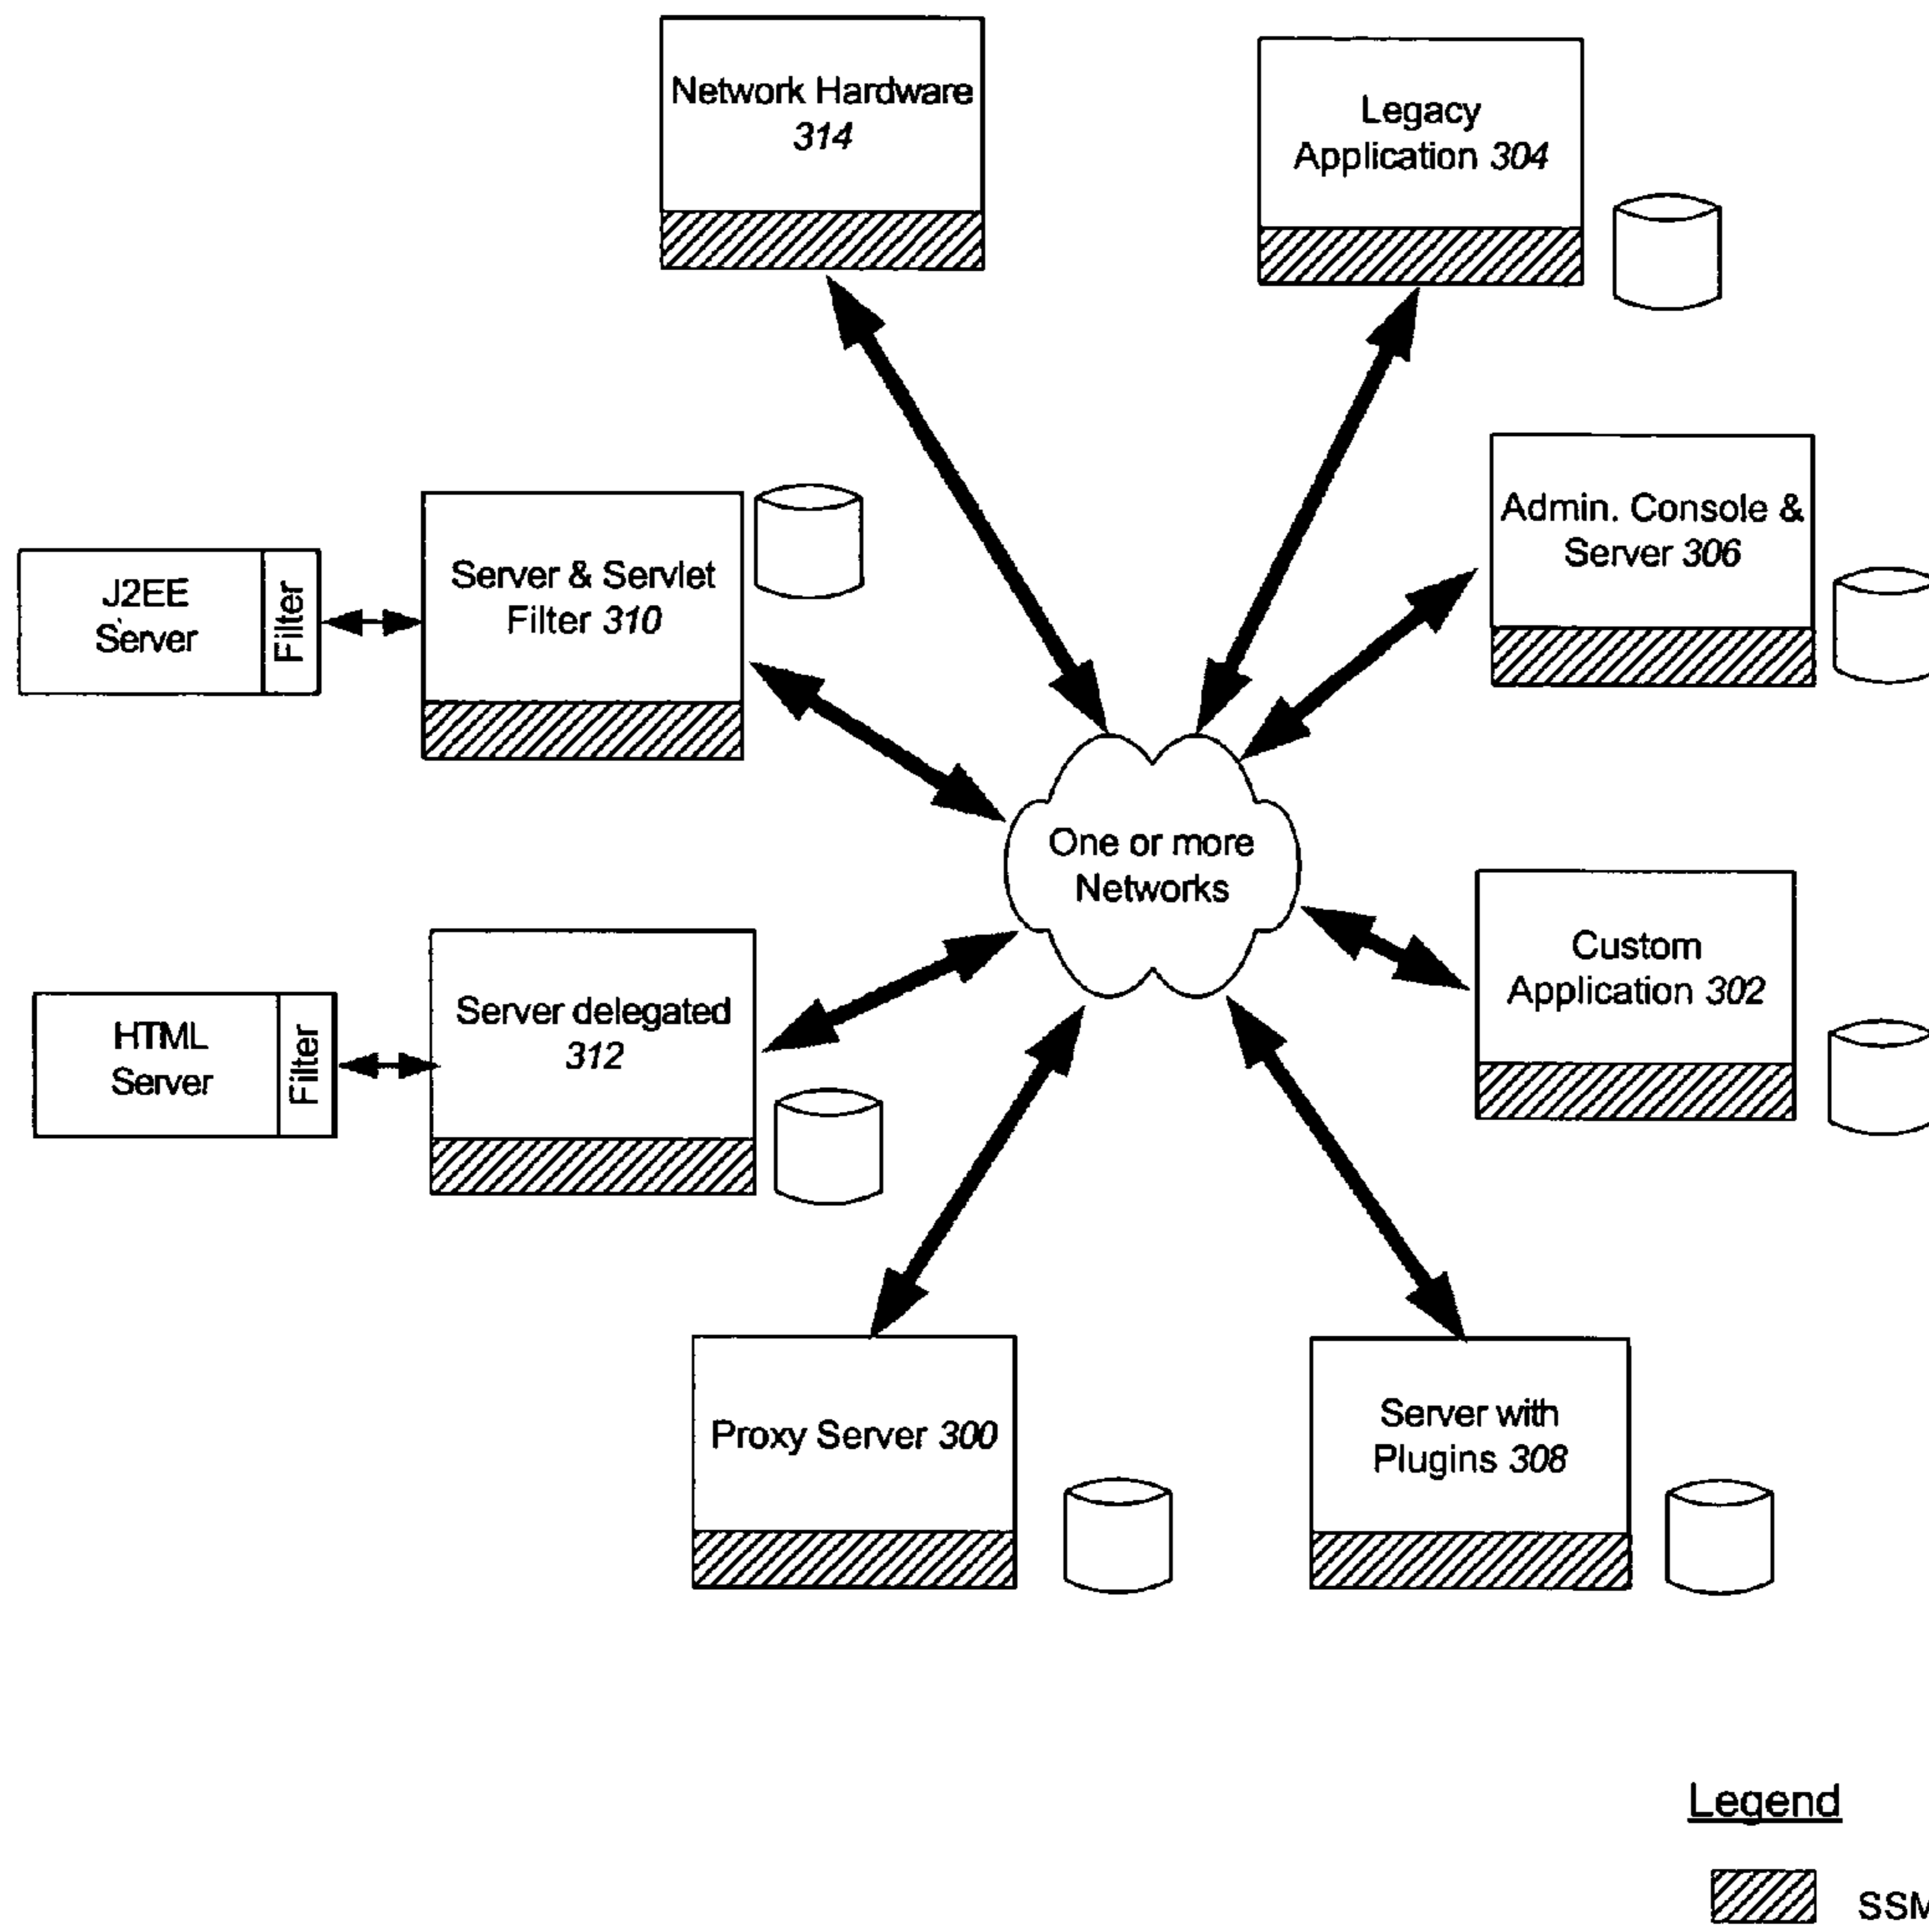 Network Hardware
314
Legacy
Application 304
Admin. Console &
Server 306
Server & Servlet
Filter 310
J2EE
Server
Filter
One or more
Networks
Custom
Application 302
Server delegated
312
HTML
Server
Filter
Proxy Server 300
Server with
Plugins 308
Legend
SSM